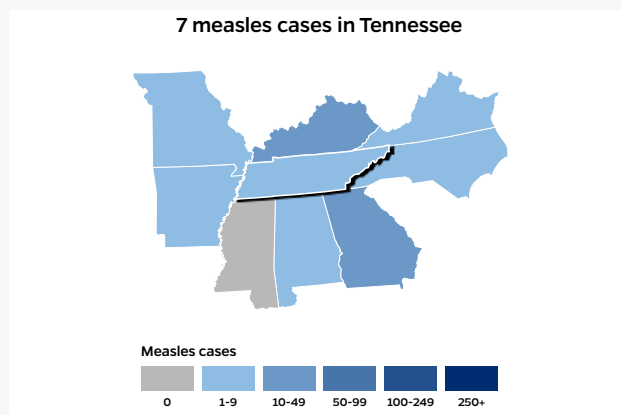 7 measles cases in Tennessee
Measles cases
0 1-9 10-49 50-99 100-249 250+